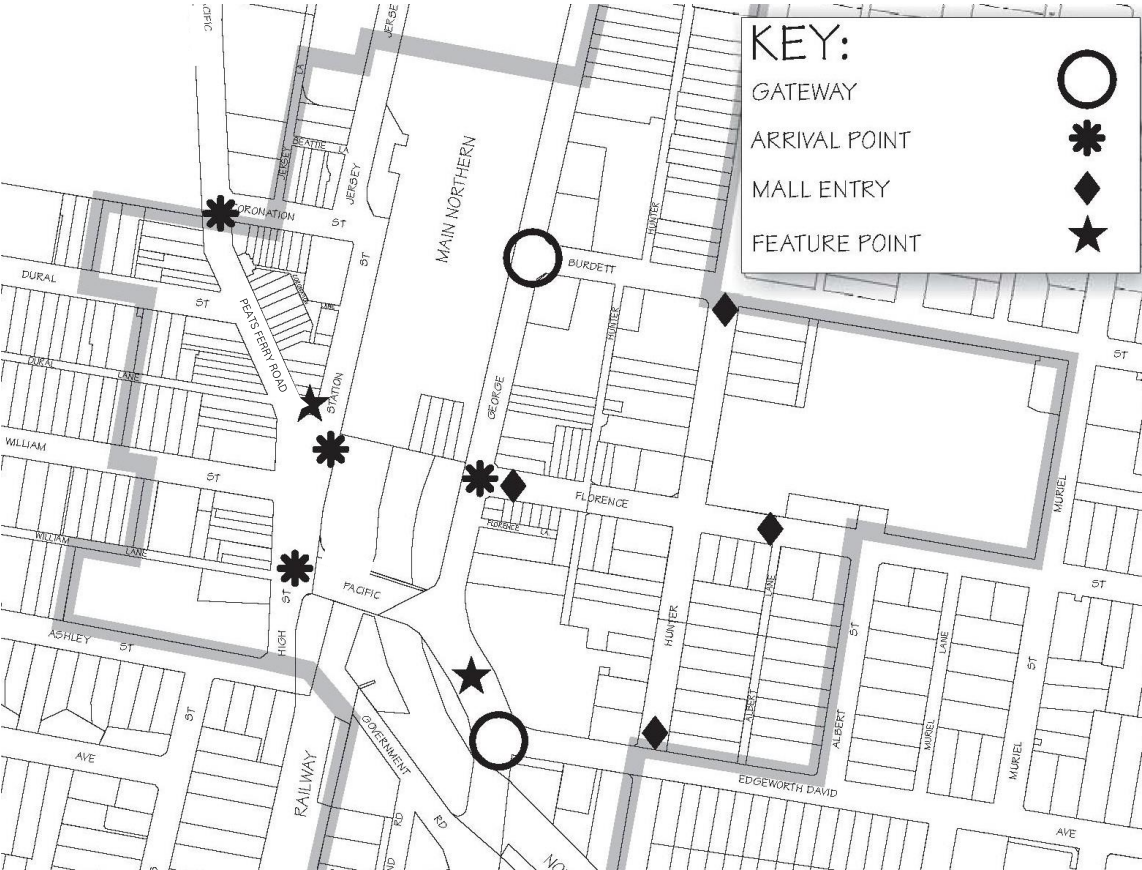 KEY:
GATEWAY
ARRIVAL POINT
MALL ENTRY
FEATURE POINT
JERSEY
LA
BEATTIE LA
JERSEY
MAIN NORTHERN
HUNTER
ORONATION
ST
ST
BURDETT
DURAL
ST
PEATS FERRY ROAD
LANE
HUNTER
ST
DURAL
LANE
STATION
GEORGE
WILLIAM
ST
FLORENCE
MURIEL
FLORENCE LA.
WILLIAM
LANE
PACIFIC
ST
LANE
ST
HUNTER
ASHLEY
ST
HIGH
ST
LANE
ST
ST
ALBERT
ALBERT
MURIEL
MURIEL
GOVERNMENT
RD
AVE
RAILWAY
EDGEWORTH DAVID
AVE
RD